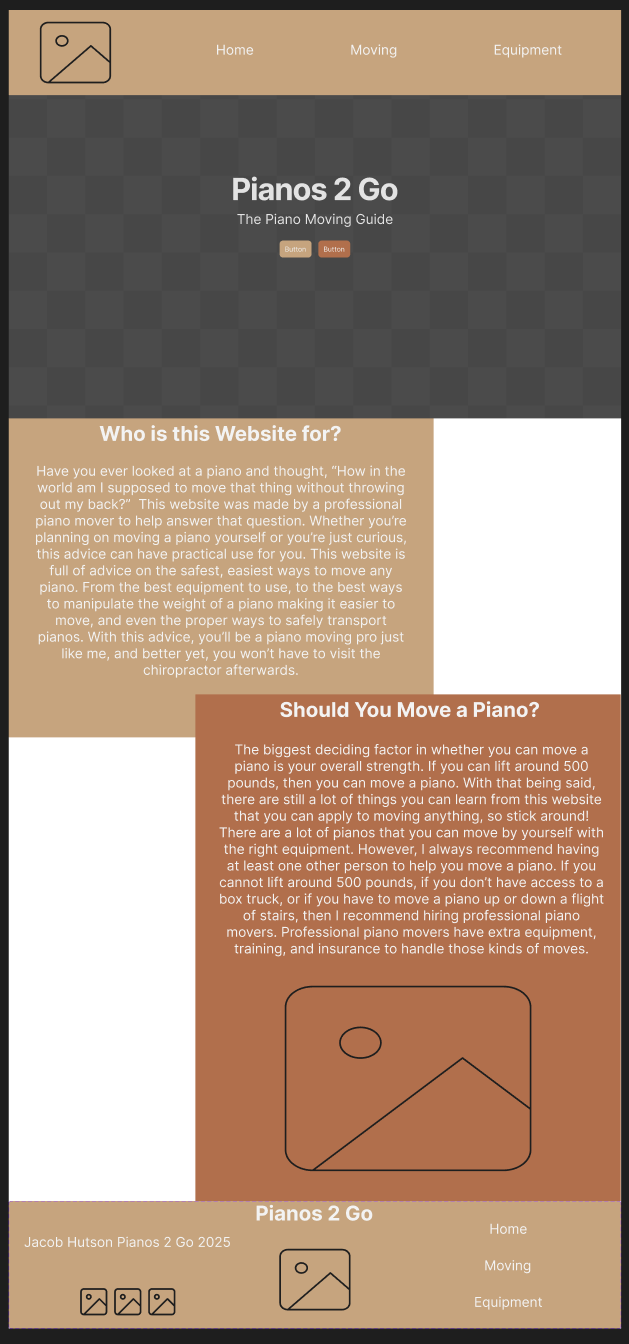 Home
Moving
Equipment
Pianos 2 Go
The Piano Moving Guide
Button
Button
Who is this Website for?
Have you ever looked at a piano and thought, “How in the
world am I supposed to move that thing without throwing
out my back?”  This website was made by a professional
piano mover to help answer that question. Whether you’re
planning on moving a piano yourself or you’re just curious,
this advice can have practical use for you. This website is
full of advice on the safest, easiest ways to move any
piano. From the best equipment to use, to the best ways
to manipulate the weight of a piano making it easier to
move, and even the proper ways to safely transport
pianos. With this advice, you’ll be a piano moving pro just
like me, and better yet, you won’t have to visit the
chiropractor afterwards.
Should You Move a Piano?
The biggest deciding factor in whether you can move a
piano is your overall strength. If you can lift around 500
pounds, then you can move a piano. With that being said,
there are still a lot of things you can learn from this website
that you can apply to moving anything, so stick around!
There are a lot of pianos that you can move by yourself with
the right equipment. However, I always recommend having
at least one other person to help you move a piano. If you
cannot lift around 500 pounds, if you don’t have access to a
box truck, or if you have to move a piano up or down a flight
of stairs, then I recommend hiring professional piano
movers. Professional piano movers have extra equipment,
training, and insurance to handle those kinds of moves.
Pianos 2 Go
Jacob Hutson Pianos 2 Go 2025
Home
Moving
Equipment